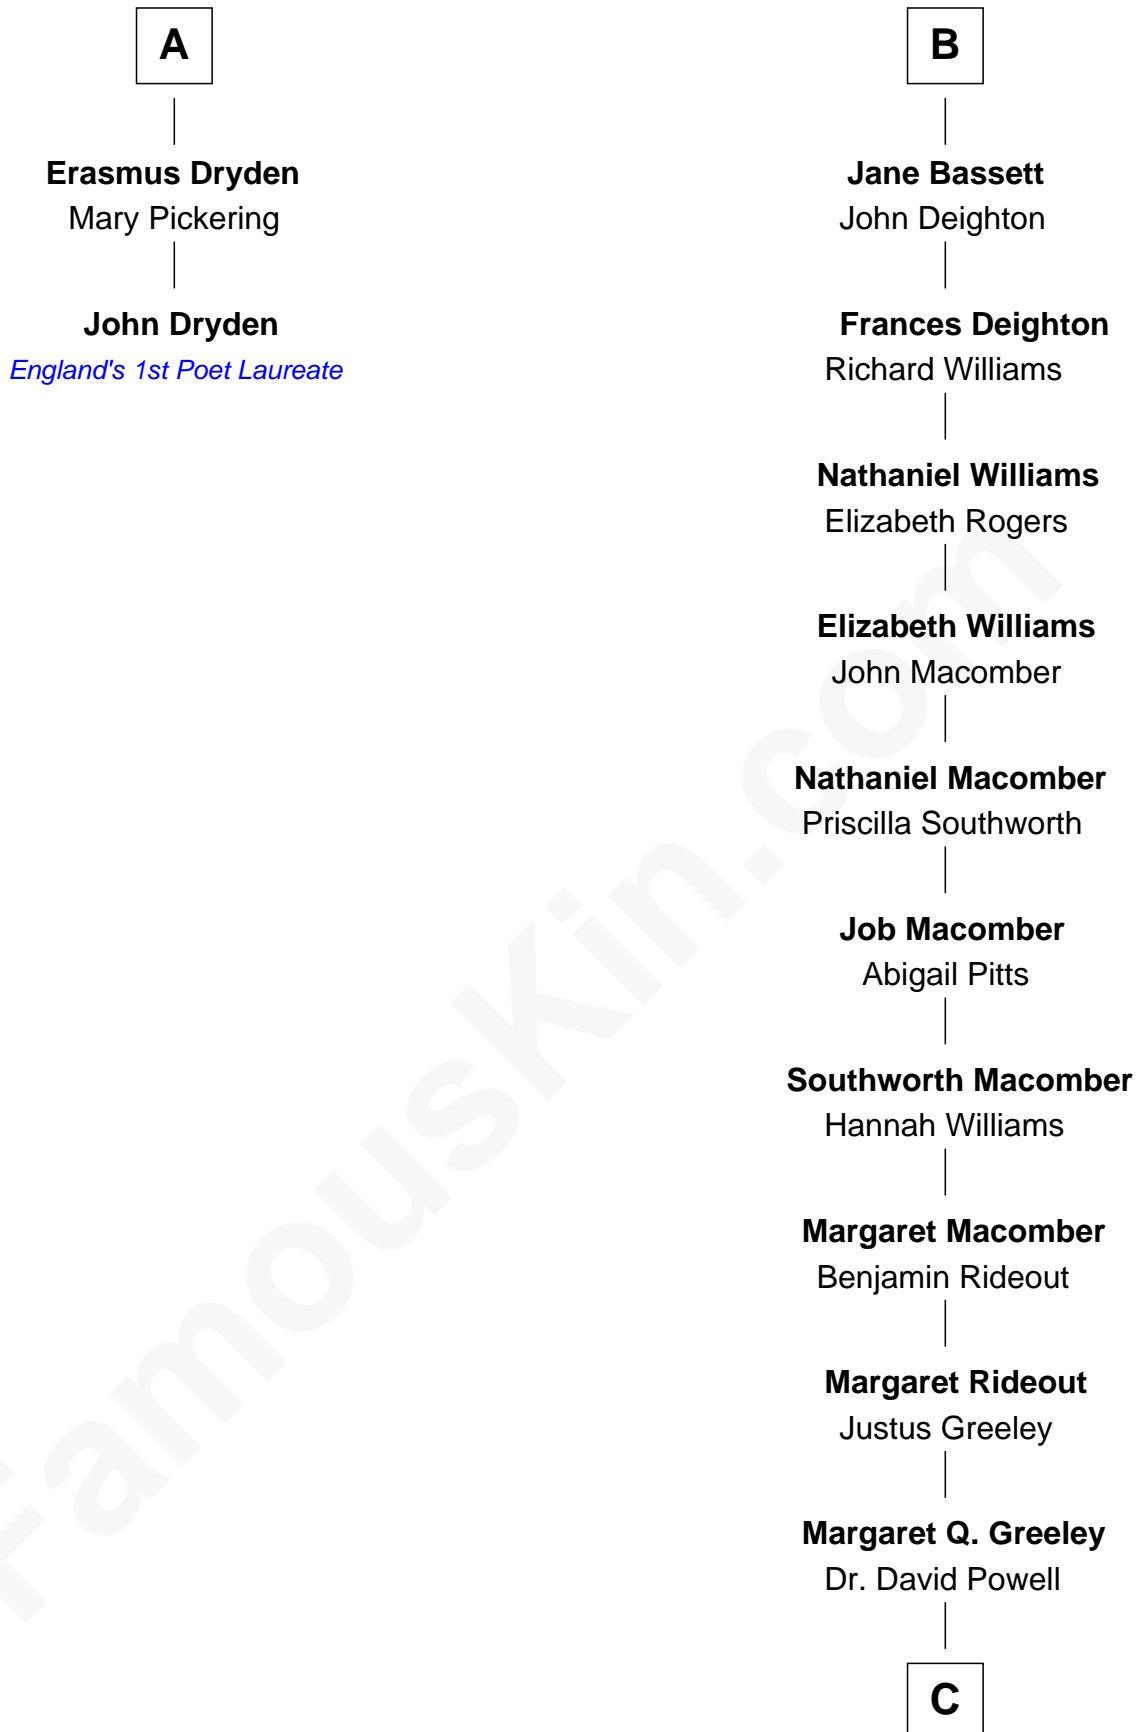 A
Erasmus Dryden
Mary Pickering
John Dryden
England's 1st Poet Laureate
B
Jane Bassett
John Deighton
Frances Deighton
Richard Williams
Nathaniel Williams
Elizabeth Rogers
Elizabeth Williams
John Macomber
Nathaniel Macomber
Priscilla Southworth
Job Macomber
Abigail Pitts
Southworth Macomber
Hannah Williams
Margaret Macomber
Benjamin Rideout
Margaret Rideout
Justus Greeley
Margaret Q. Greeley
Dr. David Powell
C
FamousKin.com